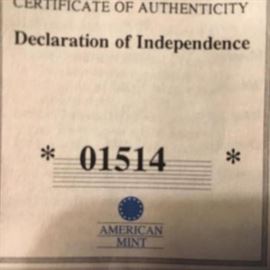 CERTIFICATE OF AUTHENTICITY
Declaration of Independence
* 01514 *
AMERICAN
MINT